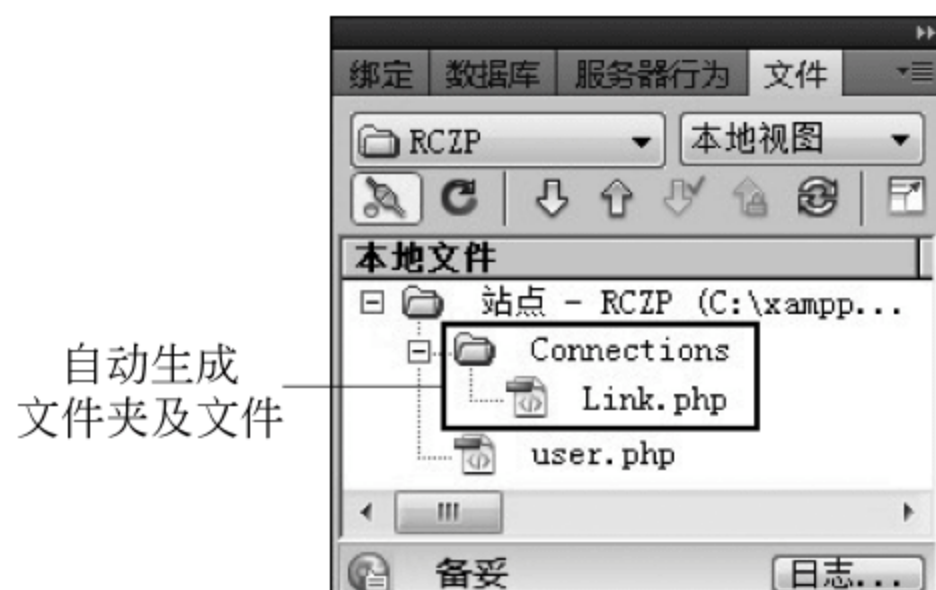 绑定 数据库 服务器行为 文件
RCZP 本地视图
本地文件
站点 - RCZP (C:\xampp...
Connections
Link.php
user.php
自动生成
文件夹及文件
备妥 日志...